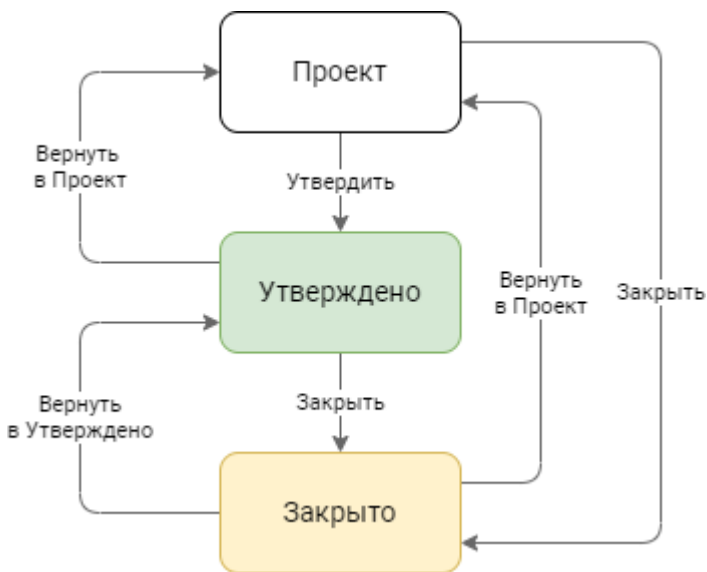 Проект
Вернуть
в Проект
Утвердить
Утверждено
Вернуть
в Проект
Закрыть
Вернуть
в Утверждено
Закрыть
Закрыто